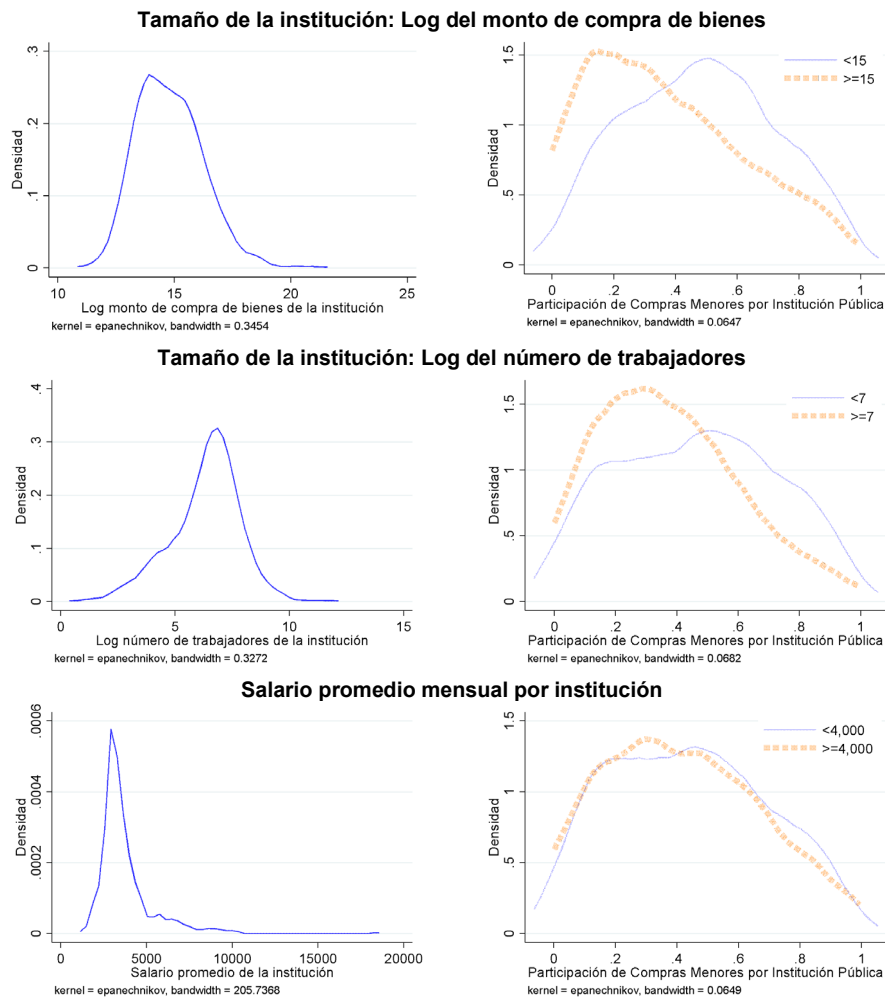 Tamaño de la institución: Log del monto de compra de bienes
Densidad
0 .1 .2 .3
10 15 20 25
Log monto de compra de bienes de la institución
kernel = epanechnikov, bandwidth = 0.3454
<15
>=15
Densidad
0 .5 1 1.5
0 .2 .4 .6 .8 1
Participación de Compras Menores por Institución Pública
kernel = epanechnikov, bandwidth = 0.0647
Tamaño de la institución: Log del número de trabajadores
Densidad
0 .1 .2 .3 .4
0 5 10 15
Log número de trabajadores de la institución
kernel = epanechnikov, bandwidth = 0.3272
<7
>=7
Densidad
0 .5 1 1.5
0 .2 .4 .6 .8 1
Participación de Compras Menores por Institución Pública
kernel = epanechnikov, bandwidth = 0.0682
Salario promedio mensual por institución
Densidad
0 .0002 .0004 .0006
0 5000 10000 15000 20000
Salario promedio de la institución
kernel = epanechnikov, bandwidth = 205.7368
<4,000
>=4,000
Densidad
0 .5 1 1.5
0 .2 .4 .6 .8 1
Participación de Compras Menores por Institución Pública
kernel = epanechnikov, bandwidth = 0.0649